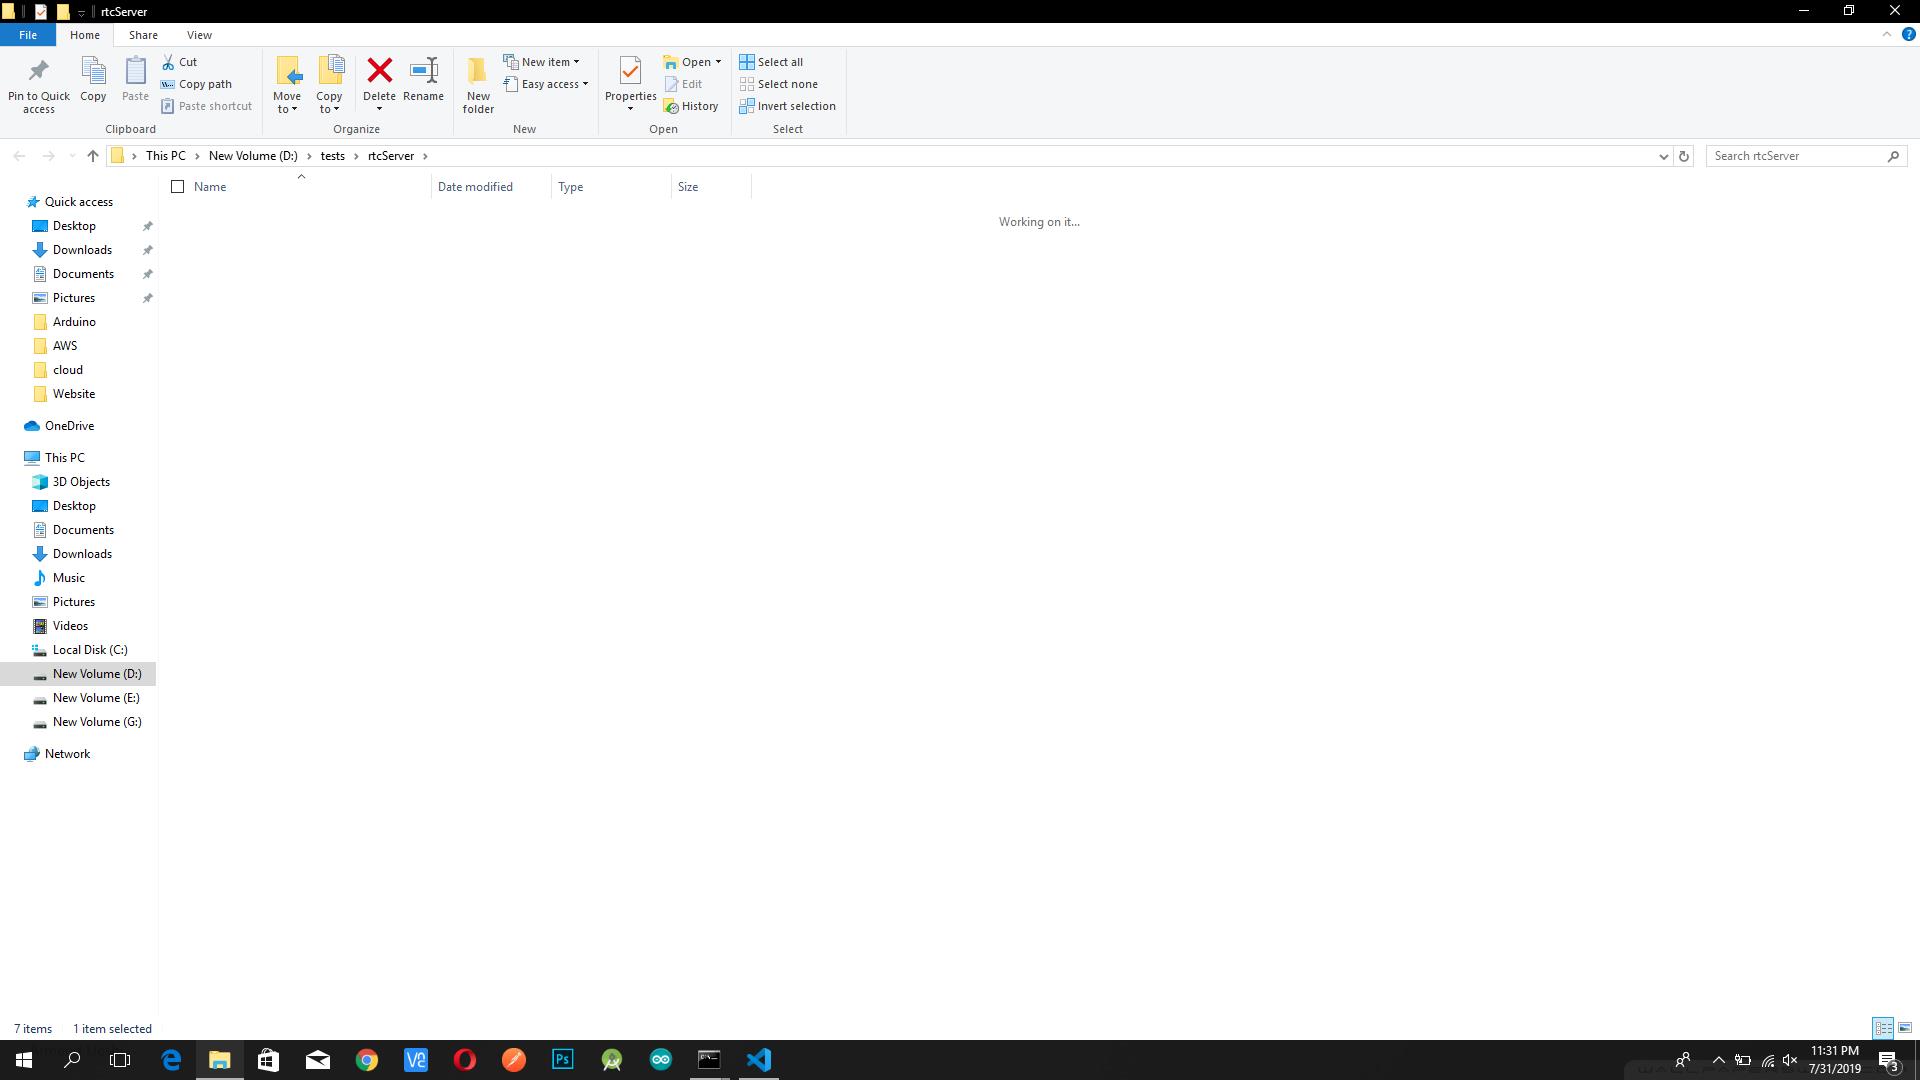 rtcServer
File Home Share View
Pin to Quick access
Copy
Paste
Cut
Copy path
Paste shortcut
Clipboard
Move to
Copy to
Delete
Rename
Organize
New folder
New item
Easy access
New
Properties
Open
Edit
History
Open
Select all
Select none
Invert selection
Select
This PC New Volume (D:) tests rtcServer
Search rtcServer
Name Date modified Type Size
Working on it...
Quick access
Desktop
Downloads
Documents
Pictures
Arduino
AWS
cloud
Website
OneDrive
This PC
3D Objects
Desktop
Documents
Downloads
Music
Pictures
Videos
Local Disk (C:)
New Volume (D:)
New Volume (E:)
New Volume (G:)
Network
7 items 1 item selected
Ps
11:31 PM
7/31/2019
3